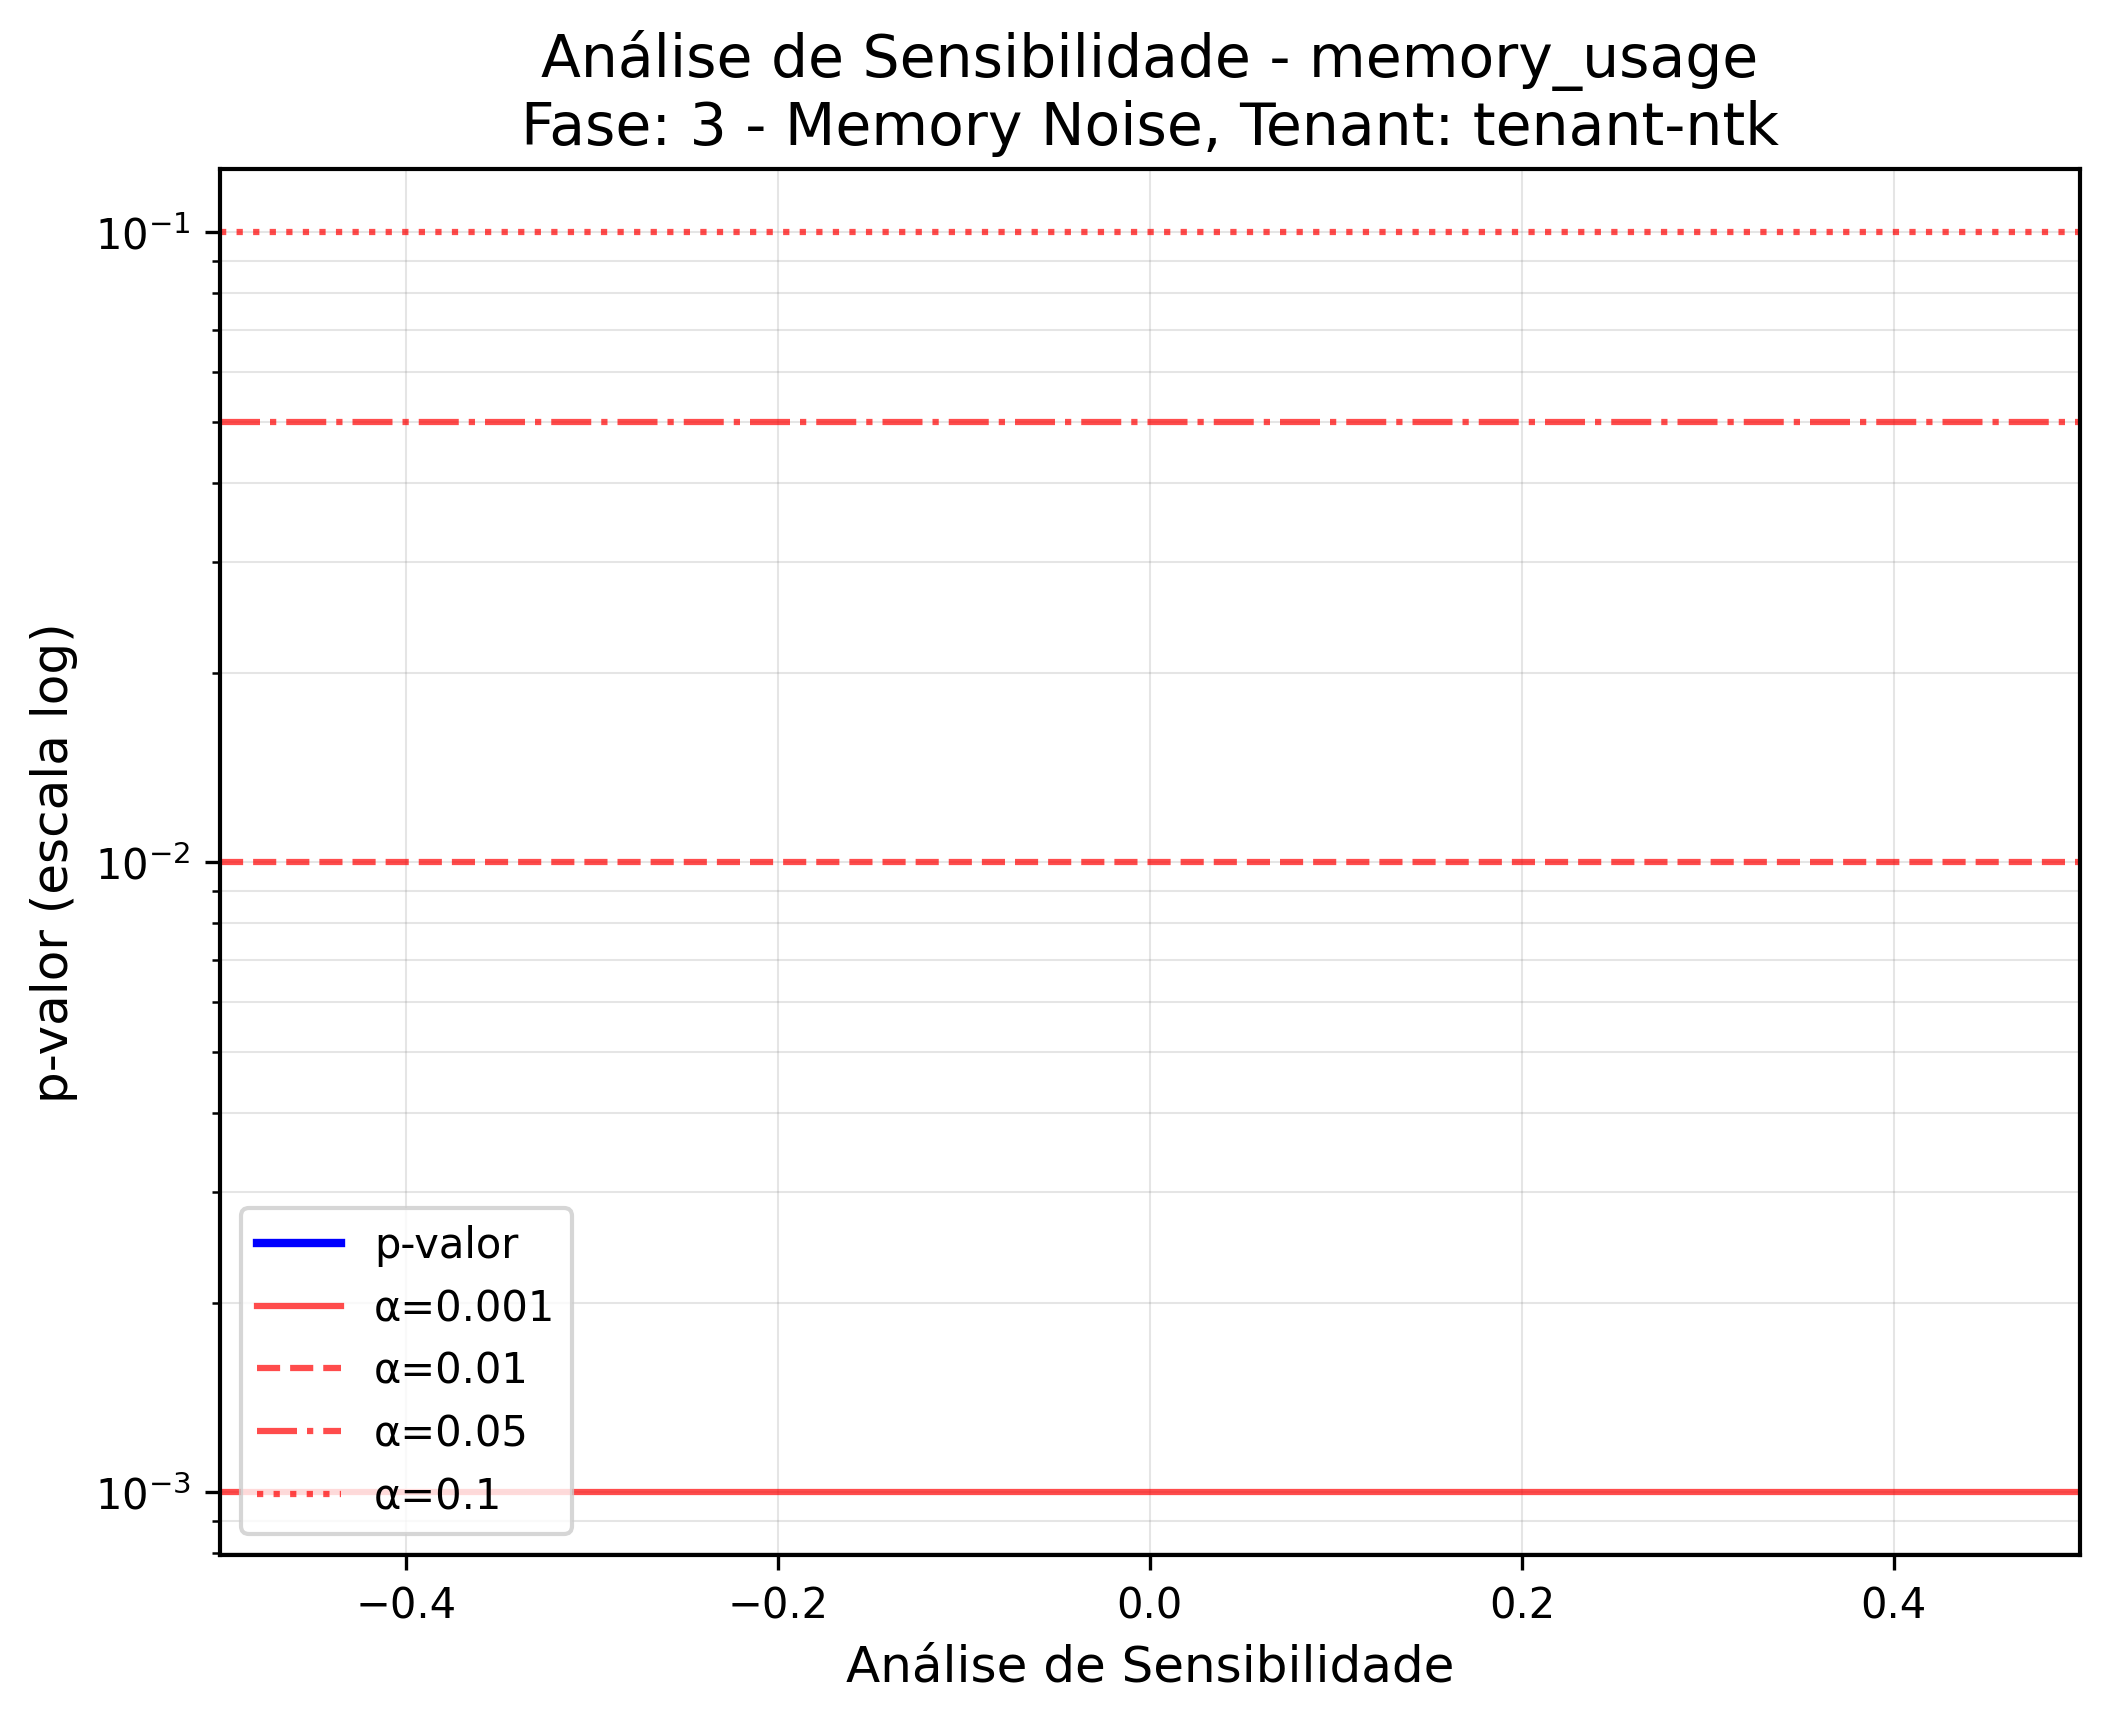 Análise de Sensibilidade - memory_usage
Fase: 3 - Memory Noise, Tenant: tenant-ntk
p-valor (escala log)
10⁻¹
10⁻²
10⁻³
p-valor
α=0.001
α=0.01
α=0.05
α=0.1
−0.4
−0.2
0.0
0.2
0.4
Análise de Sensibilidade